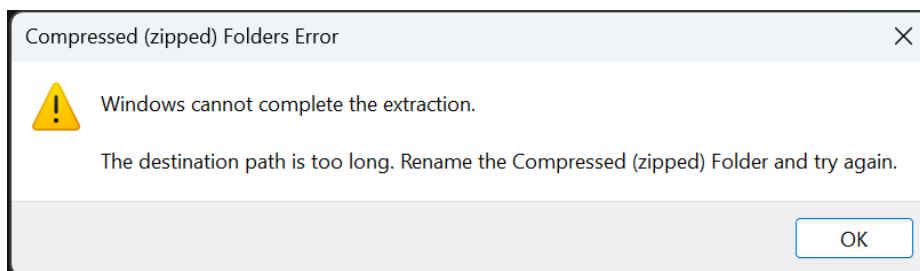 Compressed (zipped) Folders Error
Windows cannot complete the extraction.
The destination path is too long. Rename the Compressed (zipped) Folder and try again.
OK